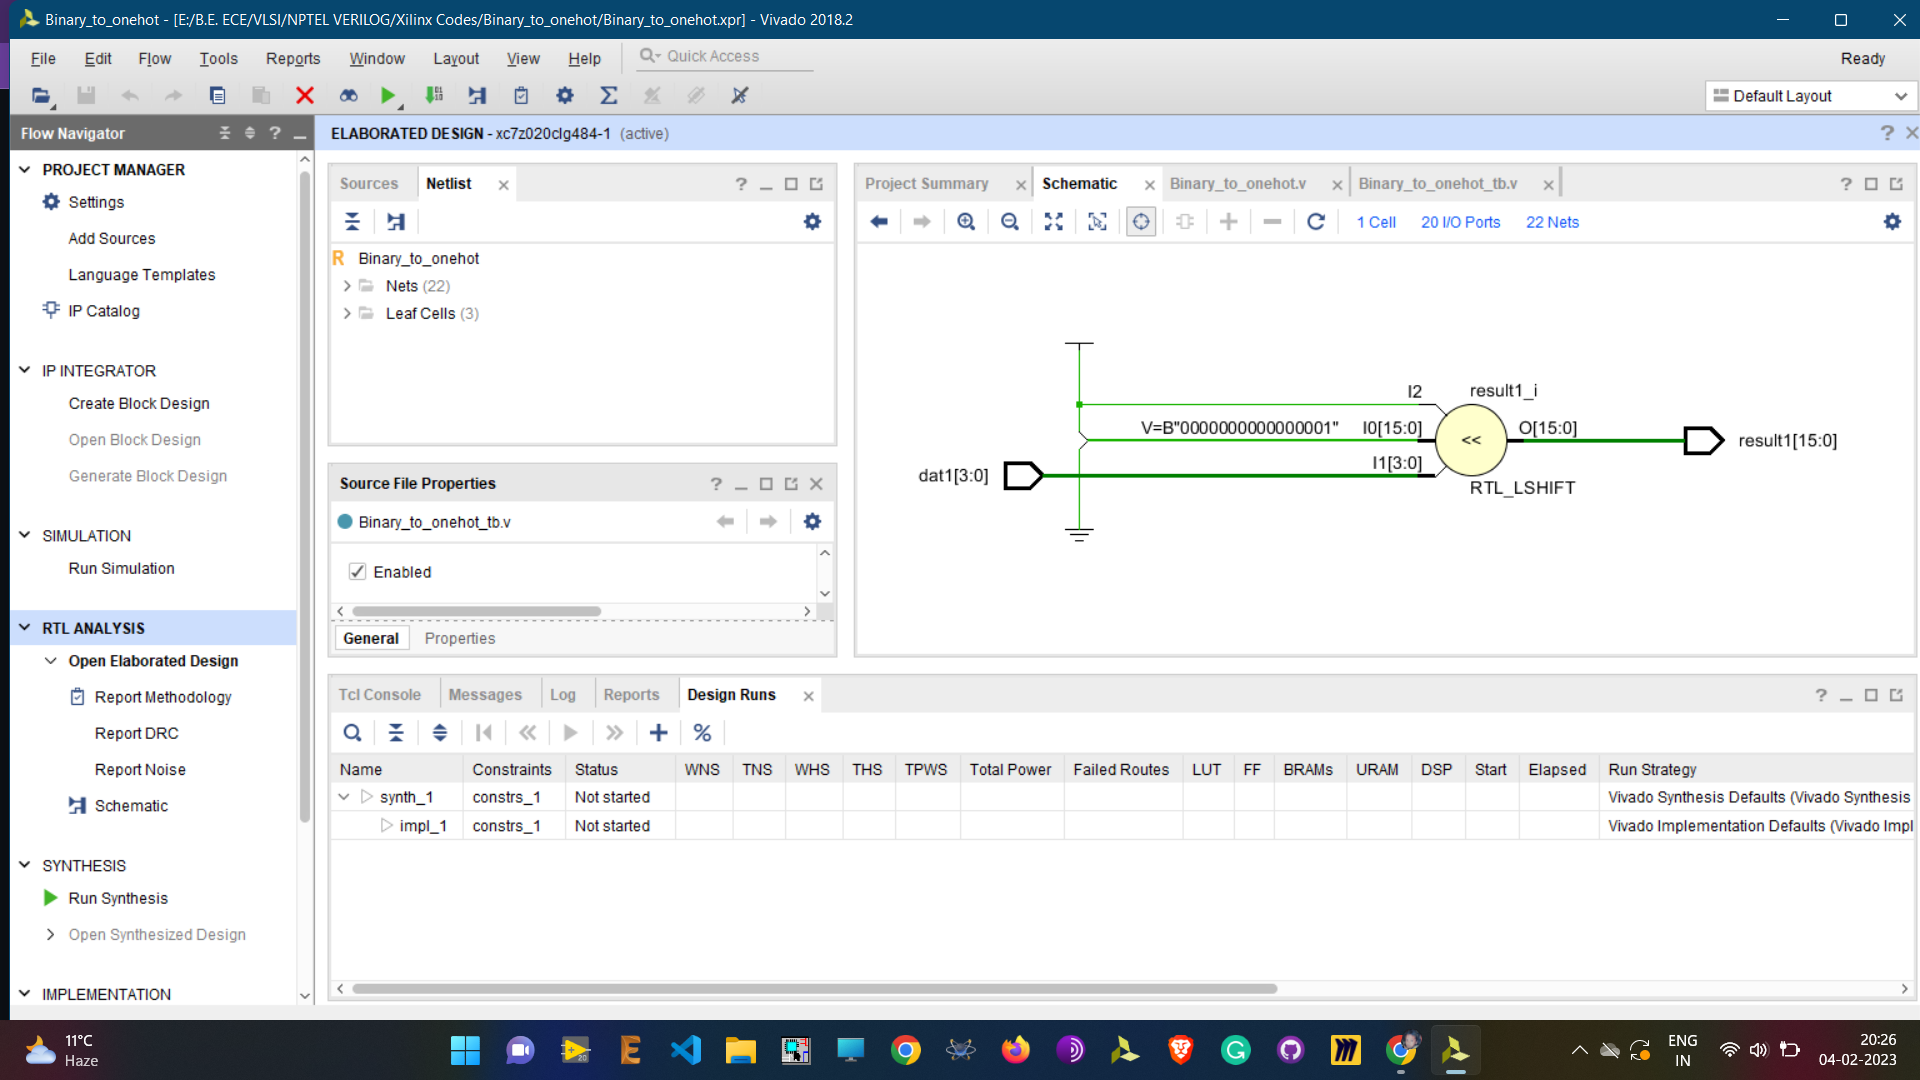 Binary_to_onehot - [E:/B.E. ECE/VLSI/NPTEL VERILOG/Xilinx Codes/Binary_to_onehot/Binary_to_onehot.xpr] - Vivado 2018.2
File Edit Flow Tools Reports Window Layout View Help Quick Access Ready
Default Layout
Flow Navigator
ELABORATED DESIGN - xc7z020clg484-1 (active)
PROJECT MANAGER
Settings
Add Sources
Language Templates
IP Catalog
IP INTEGRATOR
Create Block Design
Open Block Design
Generate Block Design
SIMULATION
Run Simulation
RTL ANALYSIS
Open Elaborated Design
Report Methodology
Report DRC
Report Noise
Schematic
SYNTHESIS
Run Synthesis
Open Synthesized Design
IMPLEMENTATION
Sources Netlist
Binary_to_onehot
Nets (22)
Leaf Cells (3)
Source File Properties
Binary_to_onehot_tb.v
Enabled
General Properties
Project Summary Schematic Binary_to_onehot.v Binary_to_onehot_tb.v
1 Cell 20 I/O Ports 22 Nets
I2 result1_i
V=B"0000000000000001" I0[15:0] << O[15:0] result1[15:0]
I1[3:0]
dat1[3:0]
RTL_LSHIFT
Tcl Console Messages Log Reports Design Runs
Name Constraints Status WNS TNS WHS THS TPWS Total Power Failed Routes LUT FF BRAMs URAM DSP Start Elapsed Run Strategy
synth_1 constrs_1 Not started Vivado Synthesis Defaults (Vivado Synthesis
impl_1 constrs_1 Not started Vivado Implementation Defaults (Vivado Impl
11°C
Haze
ENG
IN
20:26
04-02-2023